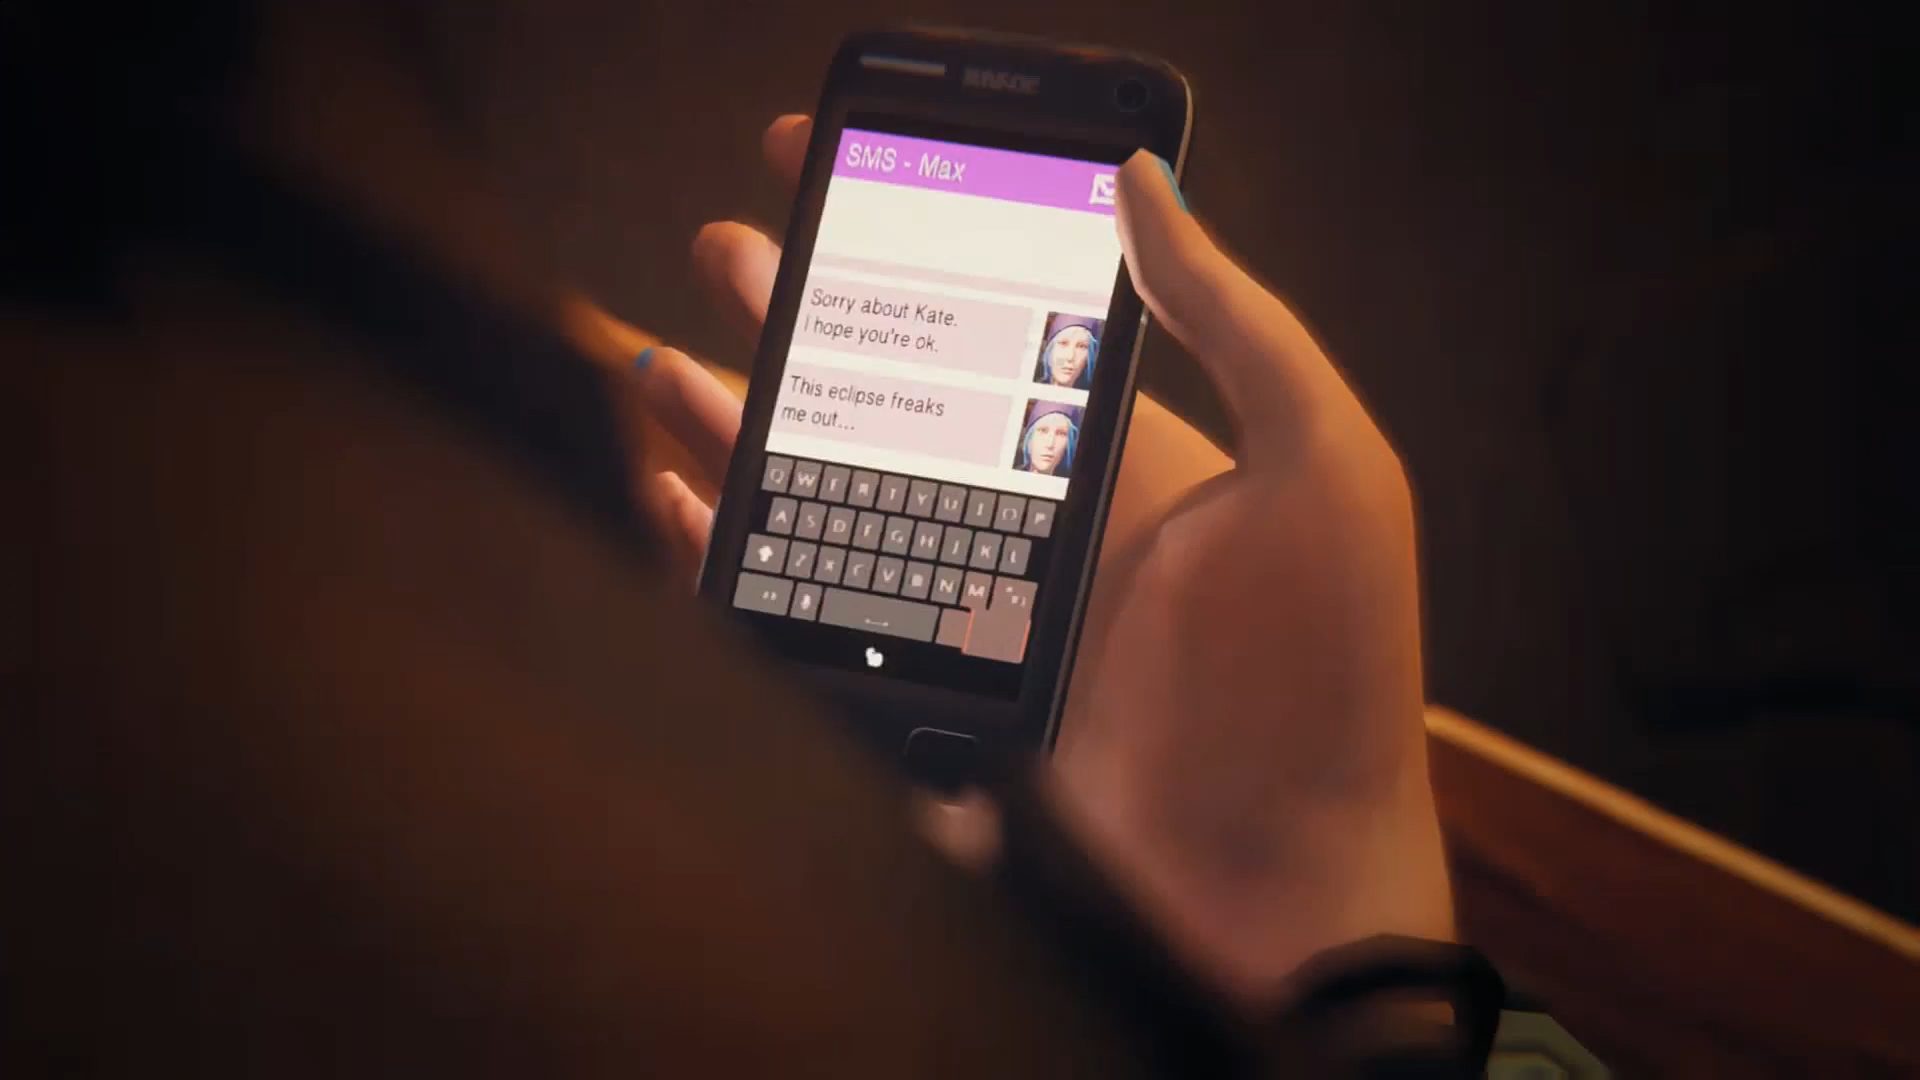 SMS - Max
Sorry about Kate.
I hope you're ok.
This eclipse freaks
me out...
Q W E R T Y U I O P
A S D F G H J K L
Z X C V B N M